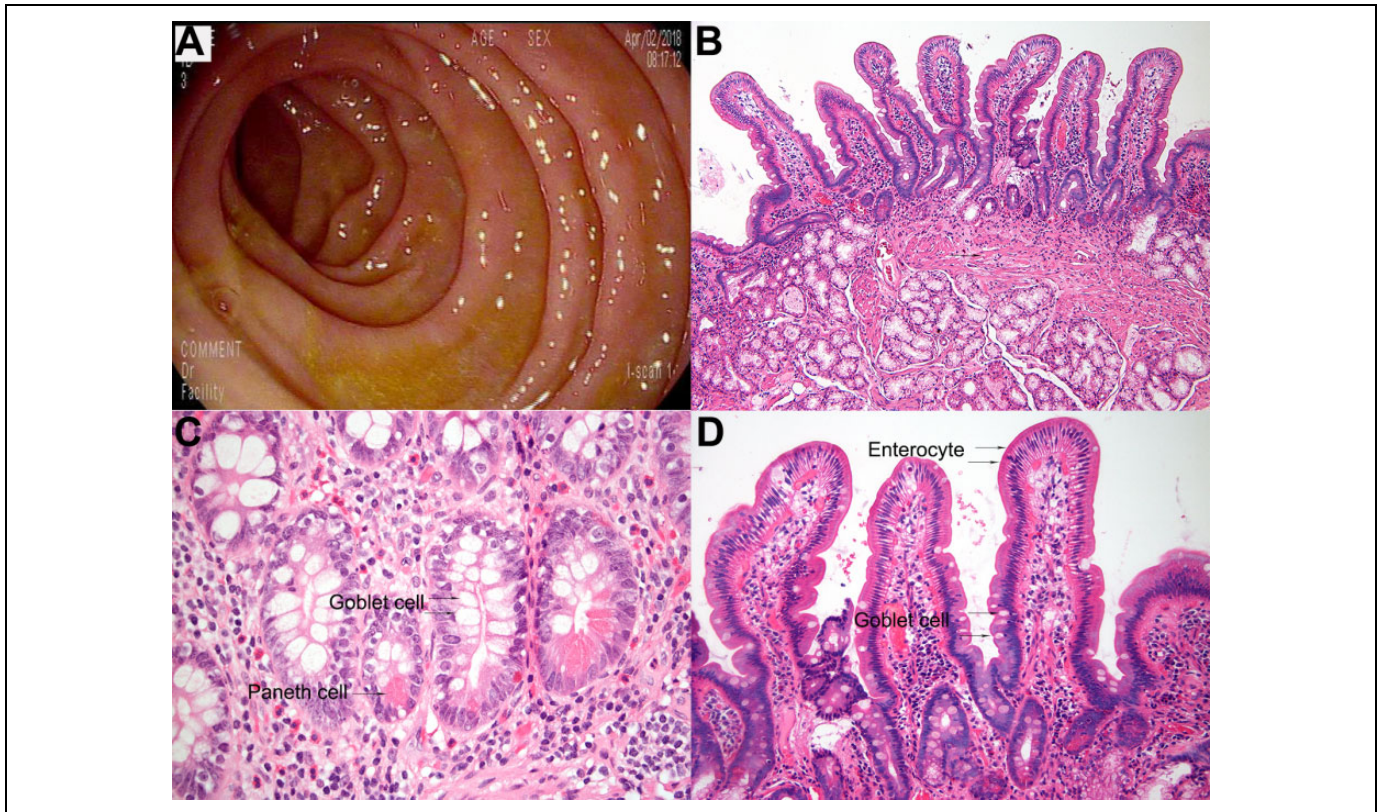 A
E
AGE SEX
Apr/02/2018
08:17:12
ID
3
COMMENT
Dr
Facility
I-scan 1
B
C
Goblet cell
Paneth cell
D
Enterocyte
Goblet cell